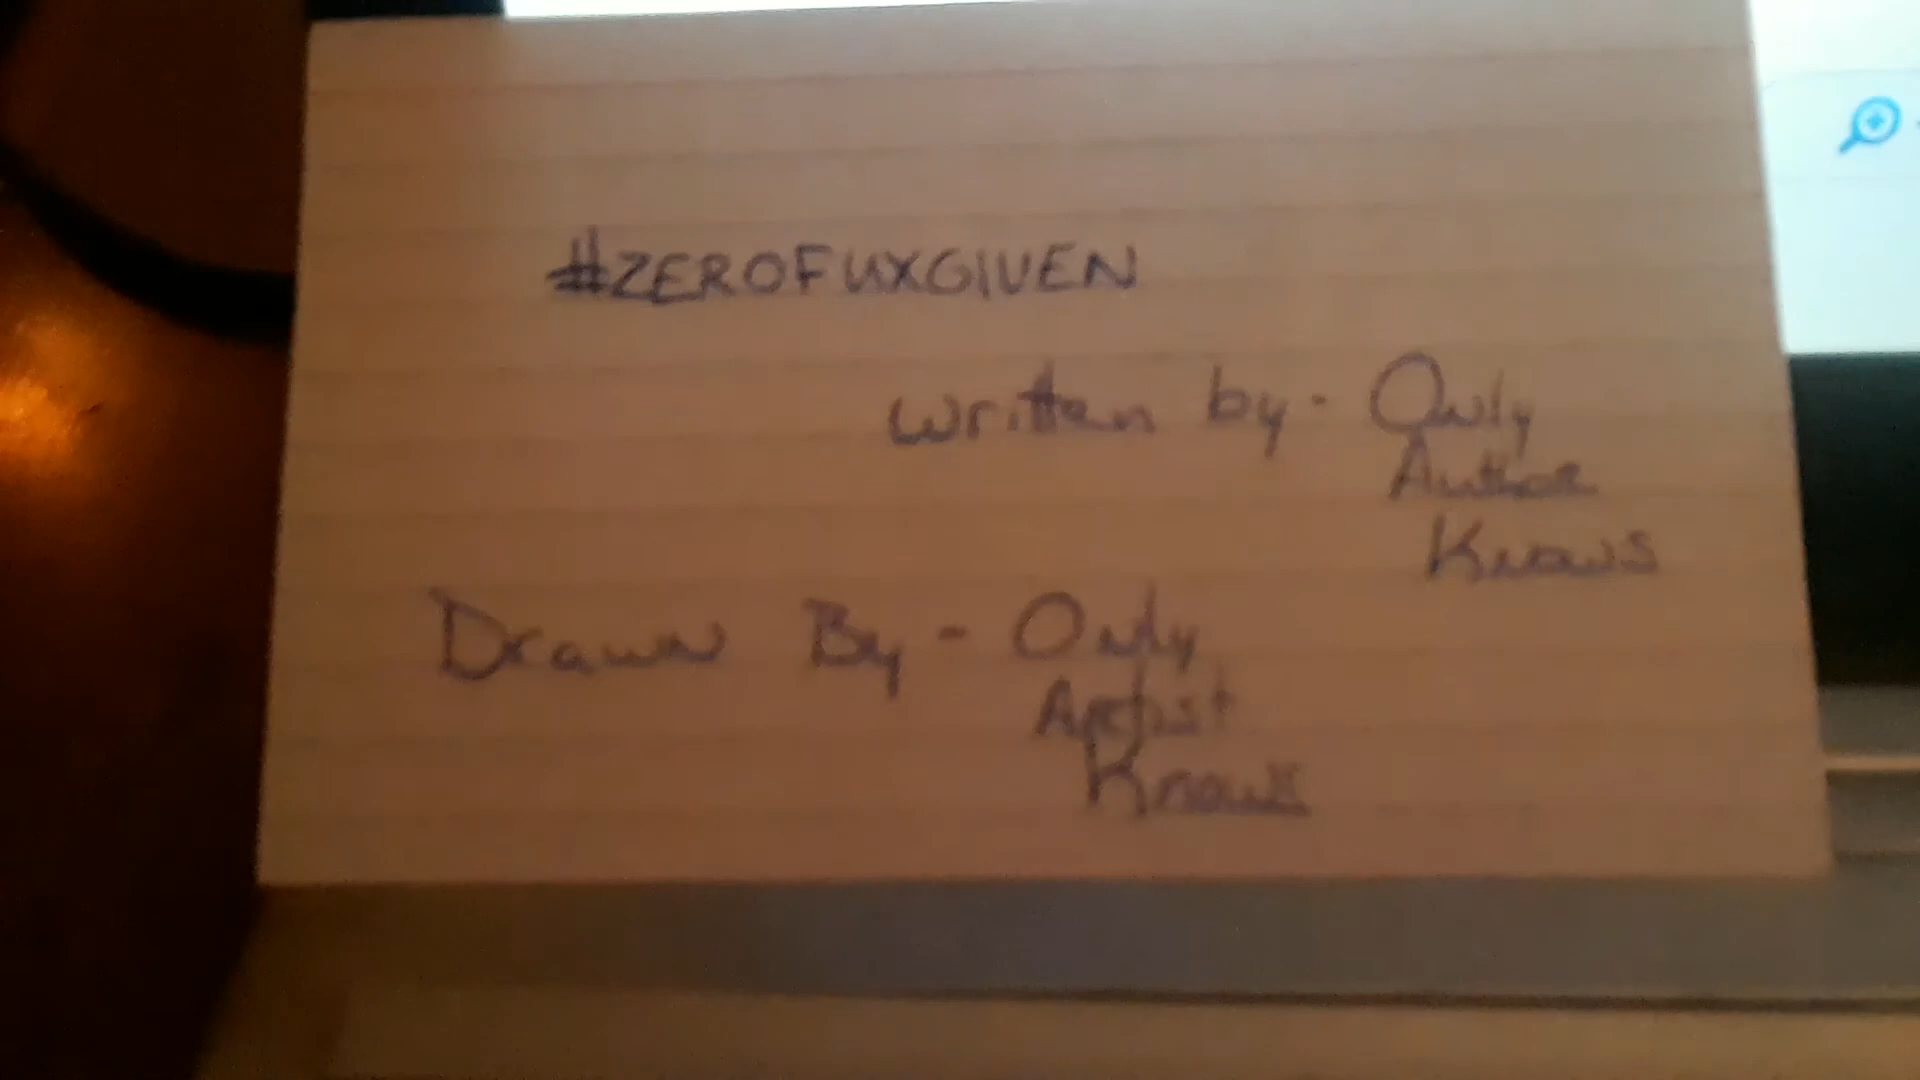 #ZEROFUXGIVEN
written by - Only
Author
Knows
Drawn By - Only
Artist
Knows